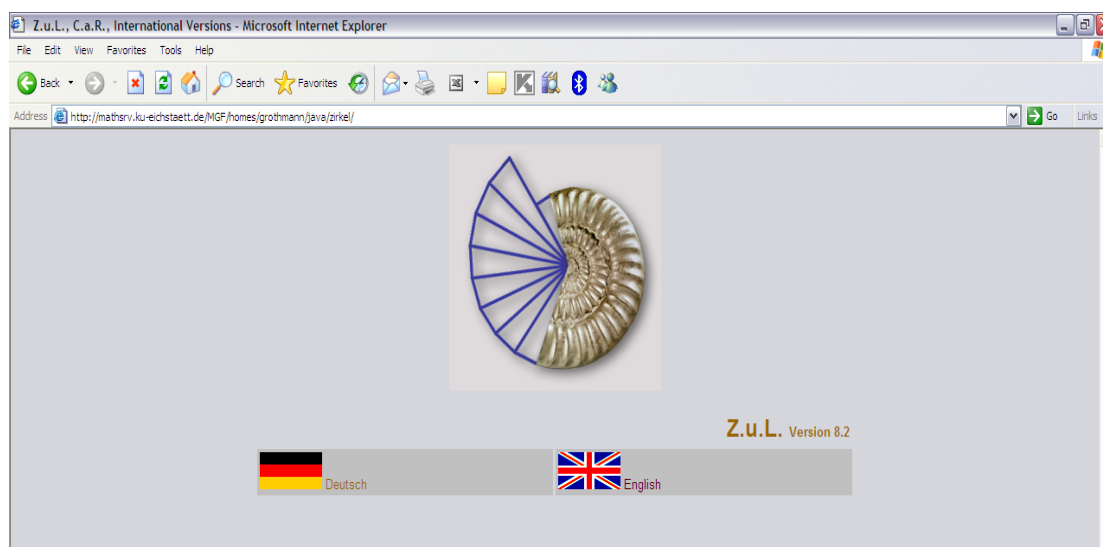 Z.u.L., C.a.R., International Versions - Microsoft Internet Explorer
File Edit View Favorites Tools Help
Back Search Favorites
Address http://mathsrv.ku-eichstaett.de/MGF/homes/grothmann/java/zirkel/ Go Links
Z.u.L. Version 8.2
Deutsch English